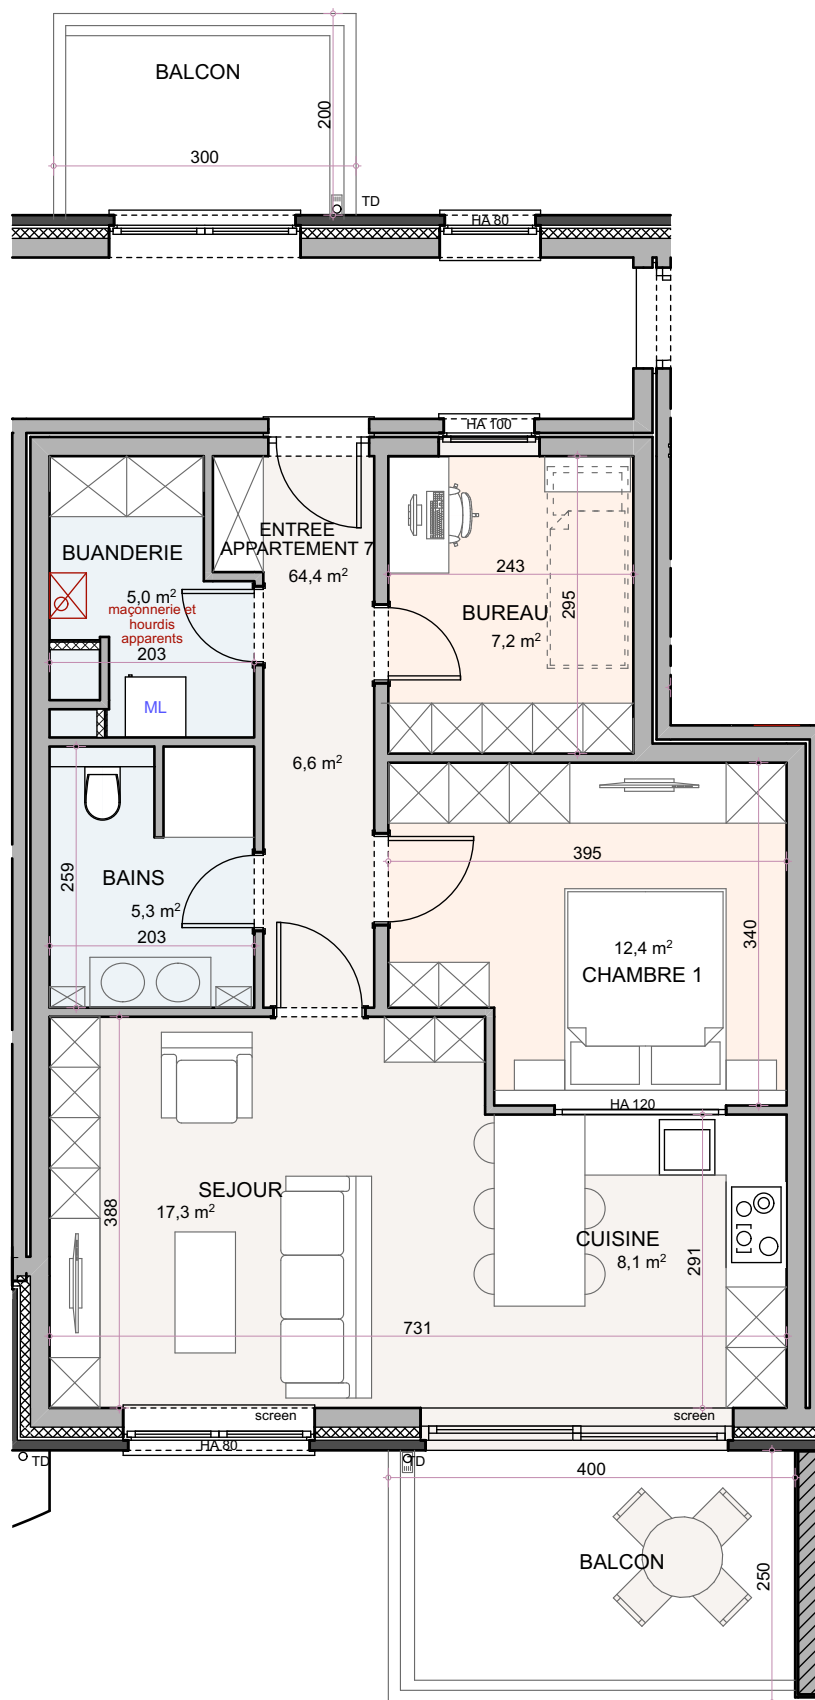 BALCON
200
300
TD
HA 80
HA 100
ENTREE
APPARTEMENT 7
64,4 m²
BUANDERIE
5,0 m²
maçonnerie et
hourdis
apparents
203
ML
243
295
BUREAU
7,2 m²
6,6 m²
259
BAINS
5,3 m²
203
395
340
12,4 m²
CHAMBRE 1
HA 120
SEJOUR
17,3 m²
388
CUISINE
8,1 m²
291
731
screen
screen
HA 80
TD
TD
400
BALCON
250